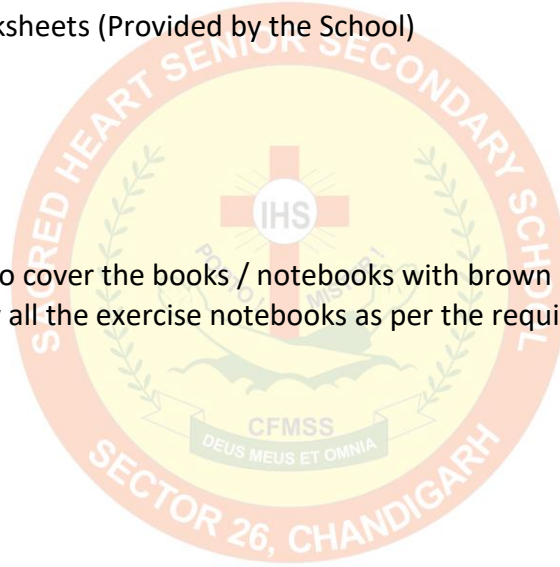 ksheets (Provided by the School)
SACRED HEART SENIOR SECONDARY SCHOOL
IHS
o cover the books / notebooks with brown
all the exercise notebooks as per the requi
CFMSS
DEUS MEUS ET OMNIA
SECTOR 26, CHANDIGARH